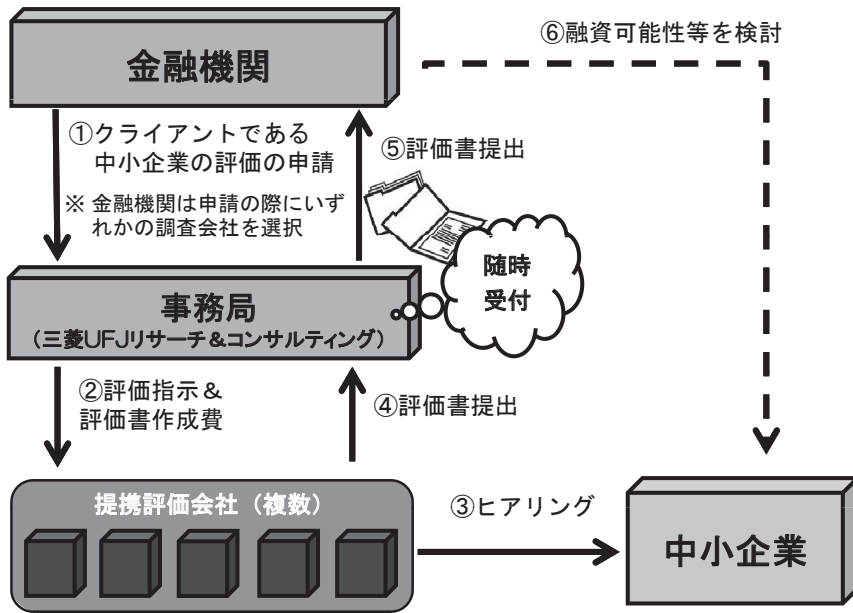 金融機関
⑥融資可能性等を検討
①クライアントである
中小企業の評価の申請
※ 金融機関は申請の際にいず
れかの調査会社を選択
⑤評価書提出
随時
受付
事務局
（三菱UFJリサーチ＆コンサルティング）
②評価指示＆
評価書作成費
④評価書提出
提携評価会社（複数）
③ヒアリング
中小企業